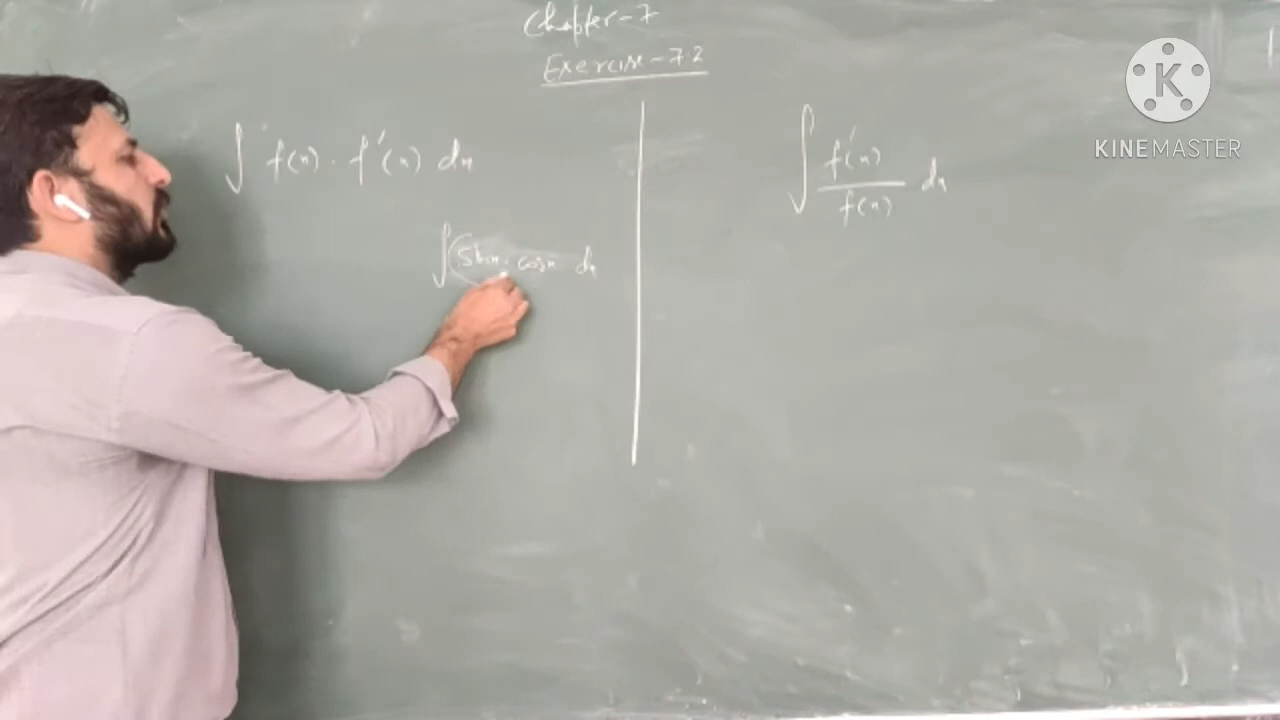 Chapter-7
Exercise-7.2
∫ f(x) · f'(x) dx
∫ f'(x)/f(x) dx
∫ Sinx · cosx dx
K
KINEMASTER